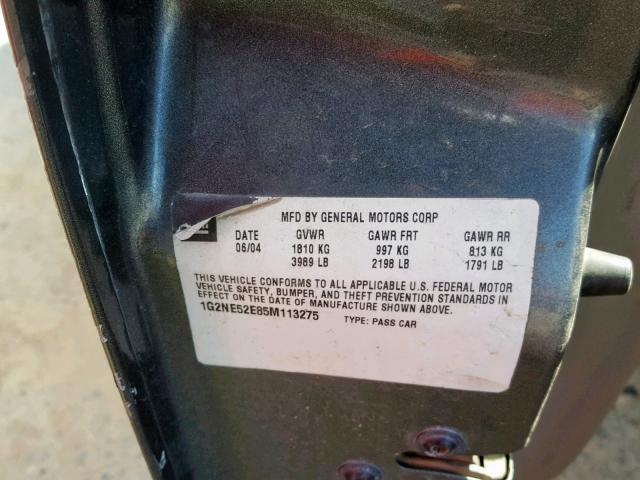 MFD BY GENERAL MOTORS CORP
DATE GVWR GAWR FRT GAWR RR
06/04 1810 KG 997 KG 813 KG
3989 LB 2198 LB 1791 LB
THIS VEHICLE CONFORMS TO ALL APPLICABLE U.S. FEDERAL MOTOR
VEHICLE SAFETY, BUMPER, AND THEFT PREVENTION STANDARDS IN
EFFECT ON THE DATE OF MANUFACTURE SHOWN ABOVE.
1G2NE52E85M113275 TYPE: PASS CAR